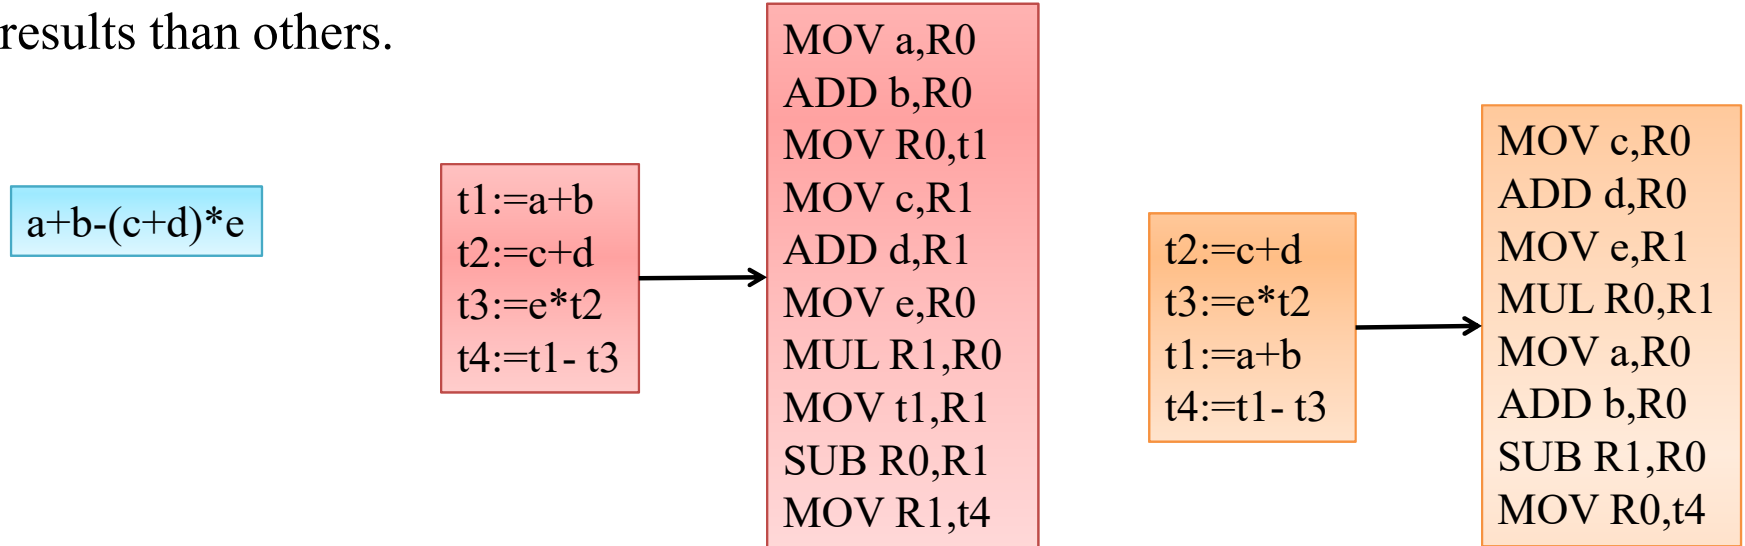 results than others.
a+b-(c+d)*e
t1:=a+b
t2:=c+d
t3:=e*t2
t4:=t1- t3
MOV a,R0
ADD b,R0
MOV R0,t1
MOV c,R1
ADD d,R1
MOV e,R0
MUL R1,R0
MOV t1,R1
SUB R0,R1
MOV R1,t4
t2:=c+d
t3:=e*t2
t1:=a+b
t4:=t1- t3
MOV c,R0
ADD d,R0
MOV e,R1
MUL R0,R1
MOV a,R0
ADD b,R0
SUB R1,R0
MOV R0,t4